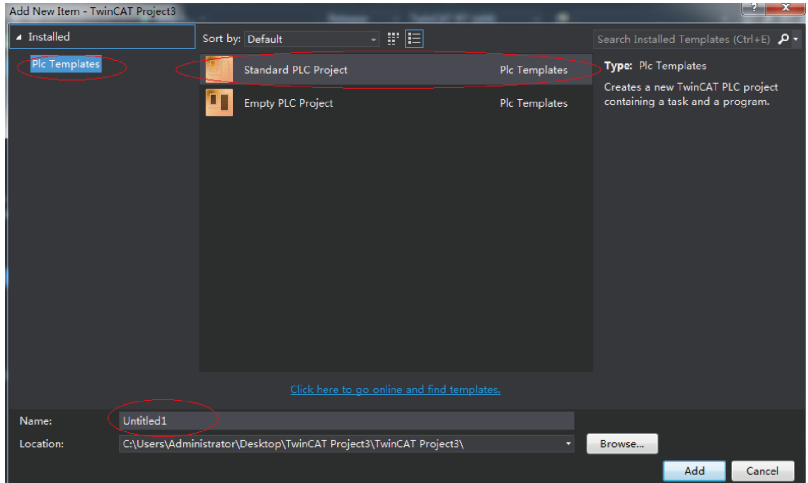 Add New Item - TwinCAT Project3
Installed
Sort by: Default
Search Installed Templates (Ctrl+E)
Plc Templates
Standard PLC Project Plc Templates
Type: Plc Templates
Creates a new TwinCAT PLC project
containing a task and a program.
Empty PLC Project Plc Templates
Click here to go online and find templates.
Name: Untitled1
Location: C:\Users\Administrator\Desktop\TwinCAT Project3\TwinCAT Project3\
Browse...
Add Cancel